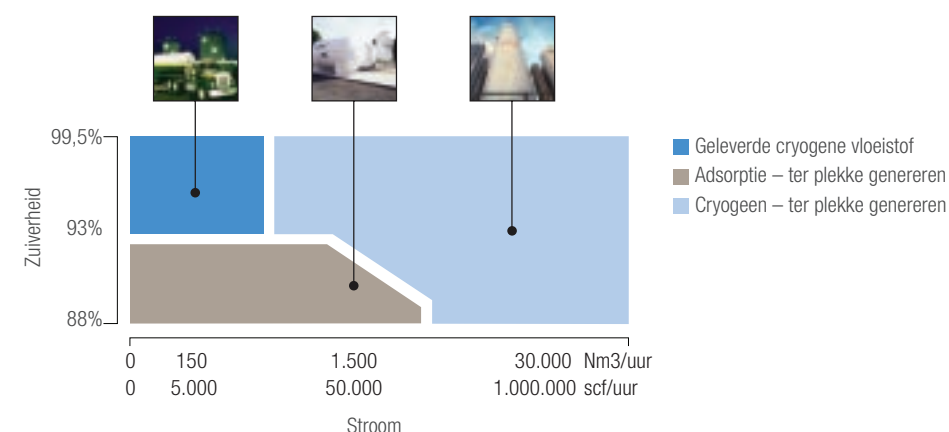 99,5%
93%
88%
Zuiverheid
Geleverde cryogene vloeistof
Adsorptie – ter plekke genereren
Cryogeen – ter plekke genereren
0 150 1.500 30.000 Nm3/uur
0 5.000 50.000 1.000.000 scf/uur
Stroom